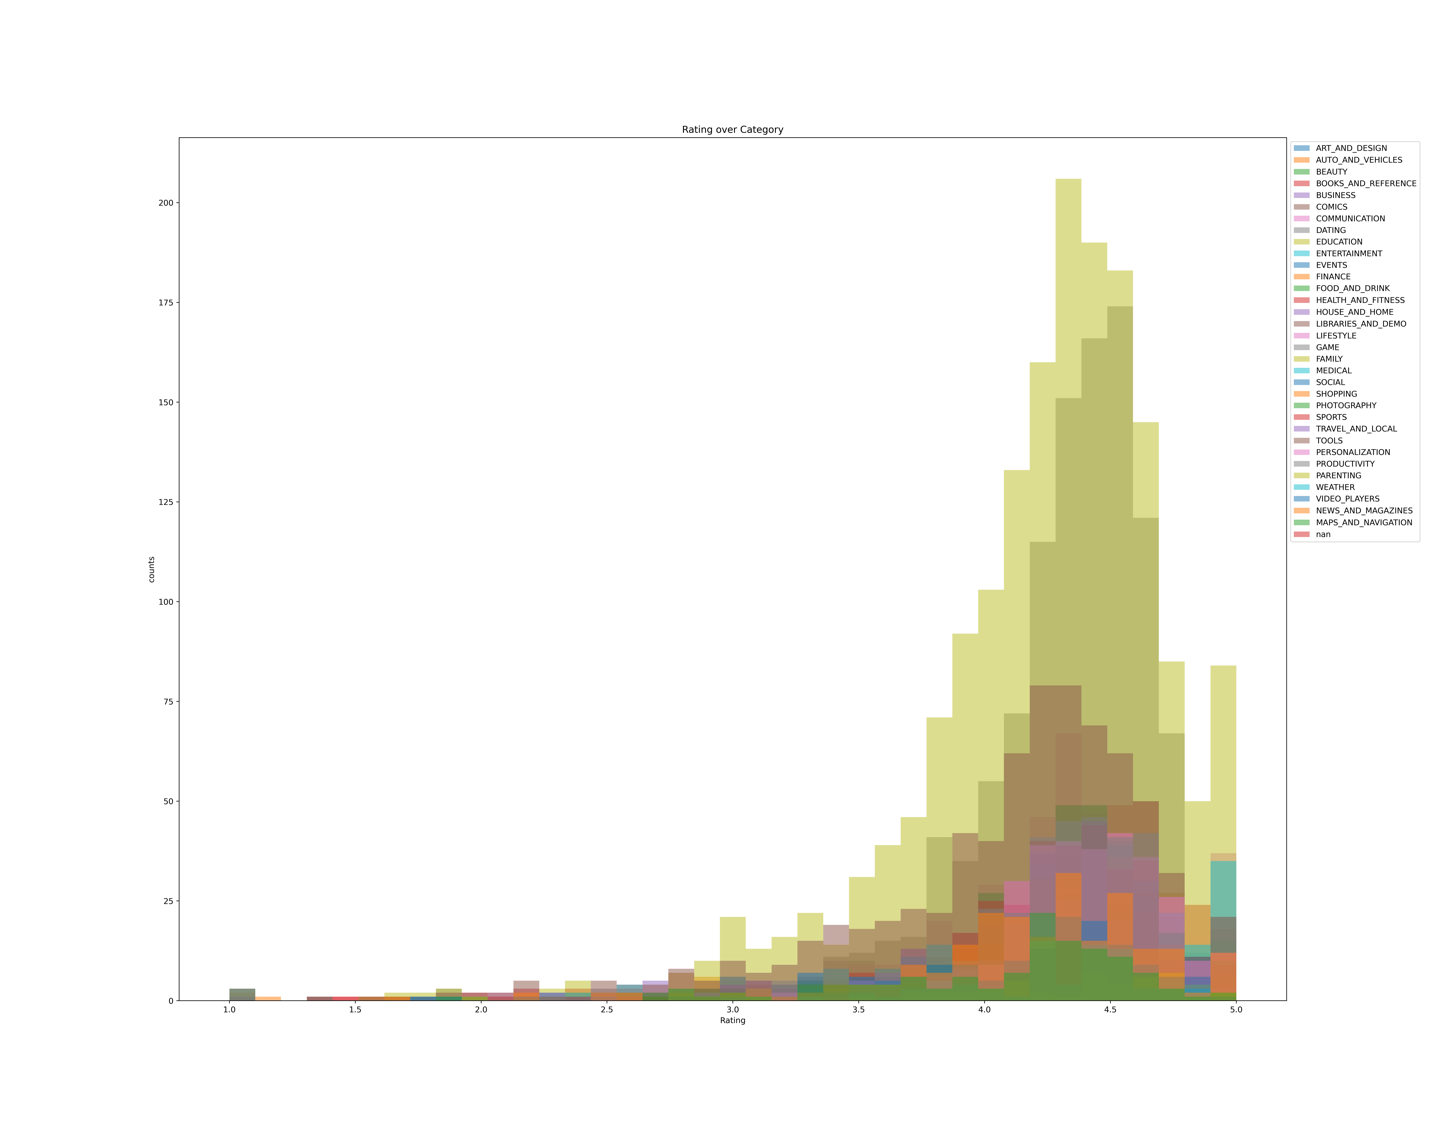 Rating over Category
counts
200
175
150
125
100
75
50
25
0
1.0 1.5 2.0 2.5 3.0 3.5 4.0 4.5 5.0
Rating
ART_AND_DESIGN
AUTO_AND_VEHICLES
BEAUTY
BOOKS_AND_REFERENCE
BUSINESS
COMICS
COMMUNICATION
DATING
EDUCATION
ENTERTAINMENT
EVENTS
FINANCE
FOOD_AND_DRINK
HEALTH_AND_FITNESS
HOUSE_AND_HOME
LIBRARIES_AND_DEMO
LIFESTYLE
GAME
FAMILY
MEDICAL
SOCIAL
SHOPPING
PHOTOGRAPHY
SPORTS
TRAVEL_AND_LOCAL
TOOLS
PERSONALIZATION
PRODUCTIVITY
PARENTING
WEATHER
VIDEO_PLAYERS
NEWS_AND_MAGAZINES
MAPS_AND_NAVIGATION
nan